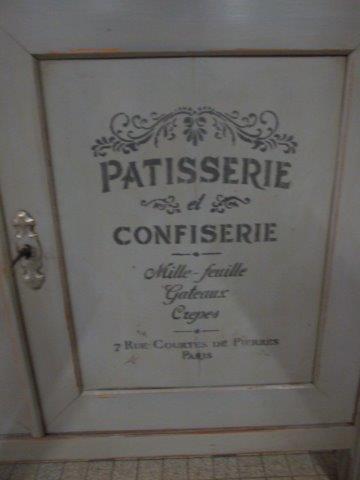 PATISSERIE
et
CONFISERIE
Mille-feuille
Gateaux
Crepes
7 RUE COURTES DE PIERRES
PARIS